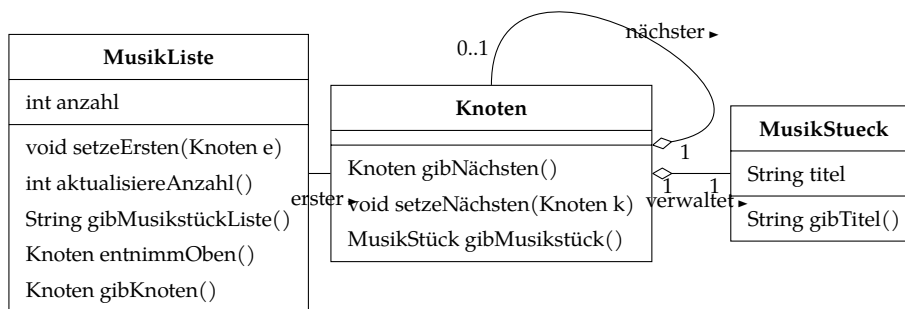 MusikListe
int anzahl
void setzeErsten(Knoten e)
int aktualisiereAnzahl()
String gibMusikstückListe()
Knoten entnimmOben()
Knoten gibKnoten()
erster
Knoten
Knoten gibNächsten()
void setzeNächsten(Knoten k)
MusikStück gibMusikstück()
0..1
nächster
1
1
1
verwaltet
MusikStueck
String titel
String gibTitel()